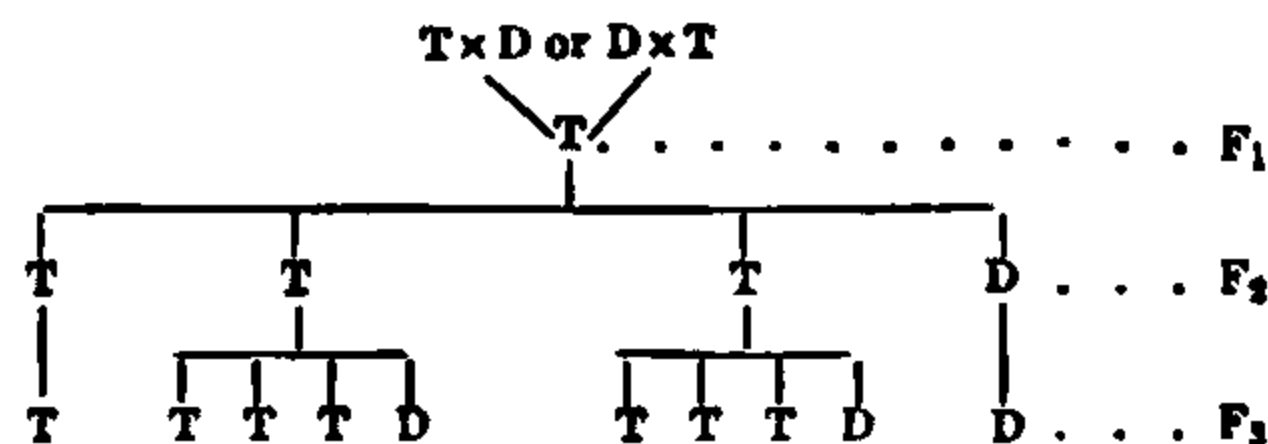 T × D or D × T
T . . . . . . . . . . . F₁
T T T D . . . F₂
T T T T D T T T D D . . . F₃